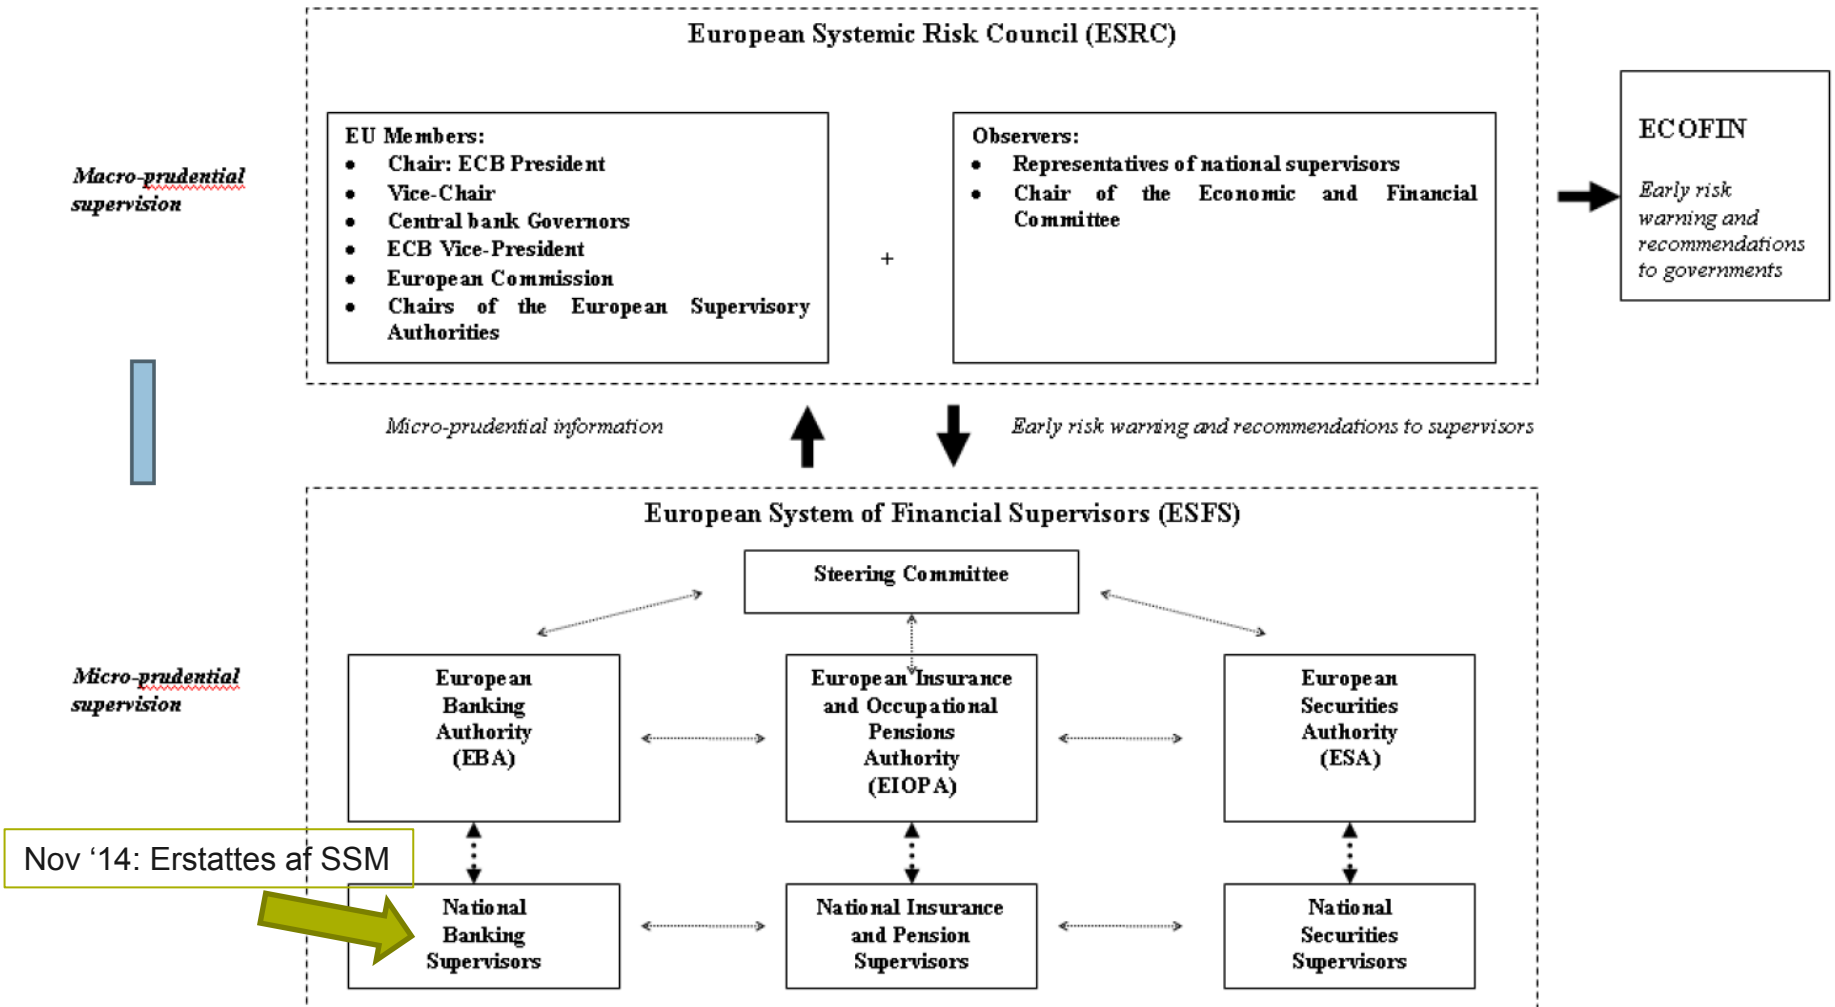 European Systemic Risk Council (ESRC)
Macro-prudential
supervision
EU Members:
• Chair: ECB President
• Vice-Chair
• Central bank Governors
• ECB Vice-President
• European Commission
• Chairs of the European Supervisory
Authorities
+
Observers:
• Representatives of national supervisors
• Chair of the Economic and Financial
Committee
ECOFIN
Early risk
warning and
recommendations
to governments
Micro-prudential information
Early risk warning and recommendations to supervisors
European System of Financial Supervisors (ESFS)
Steering Committee
Micro-prudential
supervision
European
Banking
Authority
(EBA)
European Insurance
and Occupational
Pensions
Authority
(EIOPA)
European
Securities
Authority
(ESA)
Nov ‘14: Erstattes af SSM
National
Banking
Supervisors
National Insurance
and Pension
Supervisors
National
Securities
Supervisors